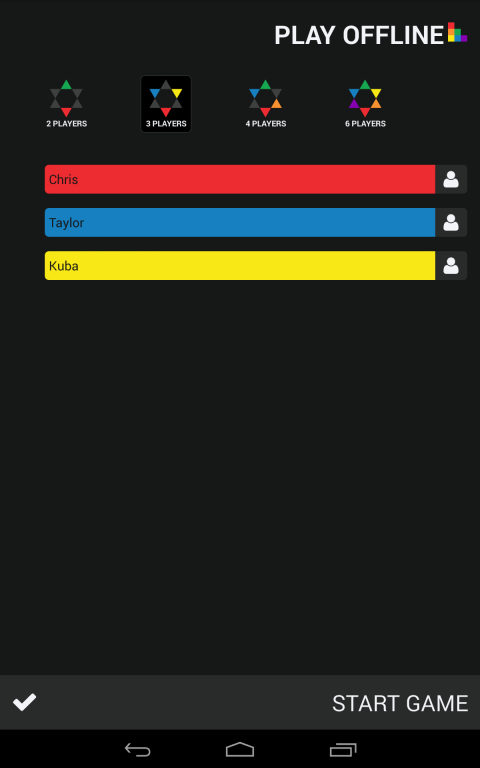 PLAY OFFLINE
2 PLAYERS
3 PLAYERS
4 PLAYERS
6 PLAYERS
Chris
Taylor
Kuba
START GAME